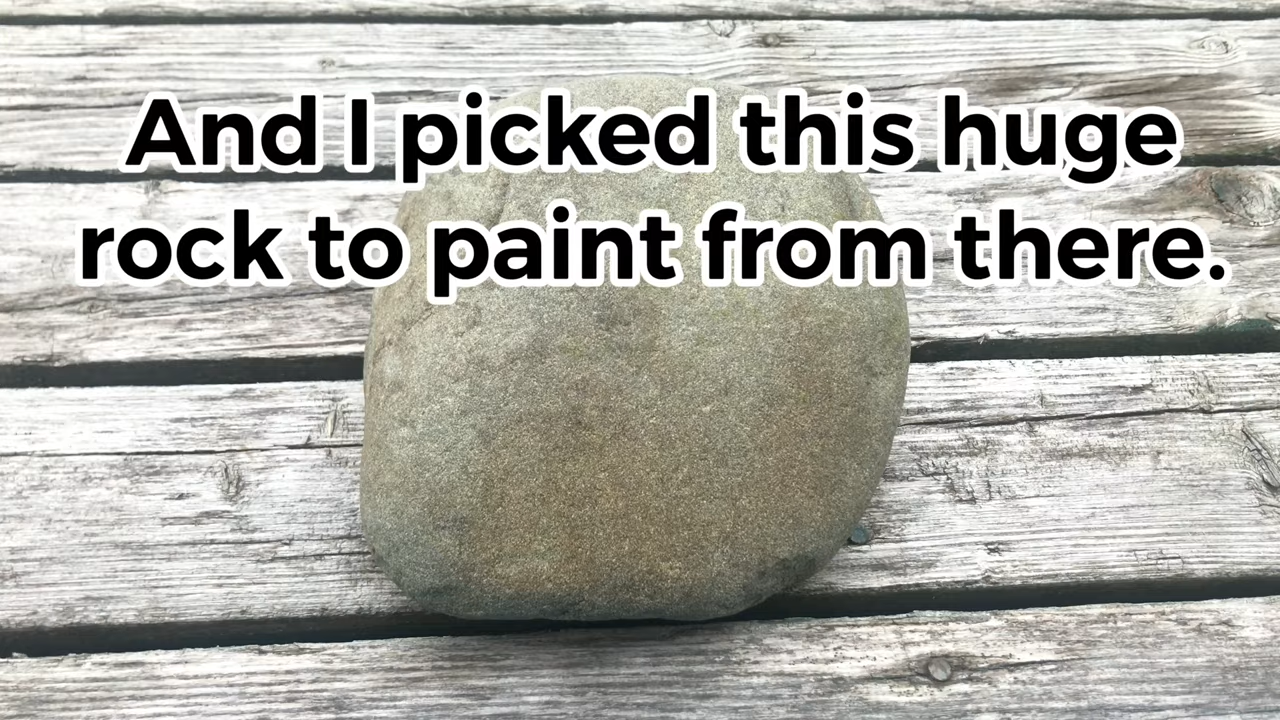 And I picked this huge
rock to paint from there.